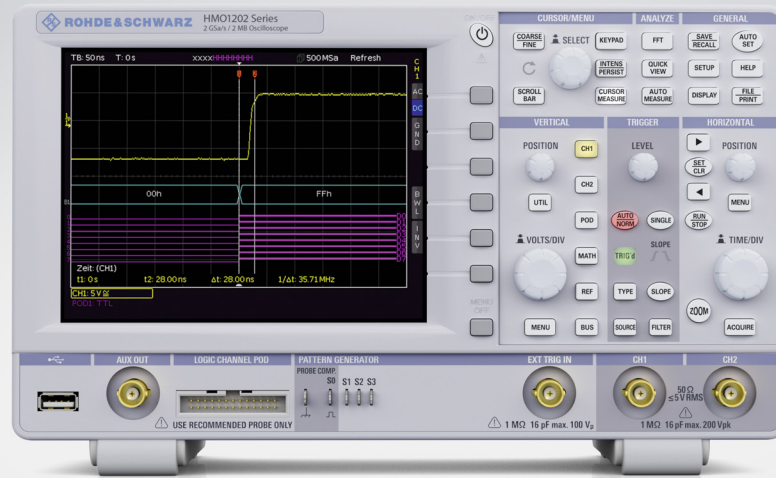 ROHDE&SCHWARZ HMO1202 Series
2 GSa/s / 2 MB Oscilloscope
TB: 50ns T: 0s xxxxHHHHHHHH 500MSa Refresh
CH1
AC
DC
GND
BWL
INV
00h FFh
Zeit: (CH1)
t1: 0s t2: 28.00ns Δt: 28.00ns 1/Δt: 35.71MHz
CH1: 5V
POD1: TTL
ON/OFF
MENU
OFF
CURSOR/MENU ANALYZE GENERAL
COARSE
FINE
SELECT
KEYPAD
FFT
SAVE
RECALL
AUTO
SET
INTENS
PERSIST
QUICK
VIEW
SETUP
HELP
SCROLL
BAR
CURSOR
MEASURE
AUTO
MEASURE
DISPLAY
FILE
PRINT
VERTICAL TRIGGER HORIZONTAL
POSITION
CH1
LEVEL
POSITION
SET
CLR
CH2
UTIL
MENU
POD
AUTO
NORM
SINGLE
RUN
STOP
VOLTS/DIV
MATH
TRIG'd
SLOPE
TIME/DIV
REF
TYPE
SLOPE
ZOOM
MENU
BUS
SOURCE
FILTER
ACQUIRE
AUX OUT LOGIC CHANNEL POD PATTERN GENERATOR EXT TRIG IN CH1 CH2
PROBE COMP.
S0 S1 S2 S3
50Ω
≤5V RMS
USE RECOMMENDED PROBE ONLY
1 MΩ 16 pF max. 100 Vp
1 MΩ 16 pF max. 200 Vpk